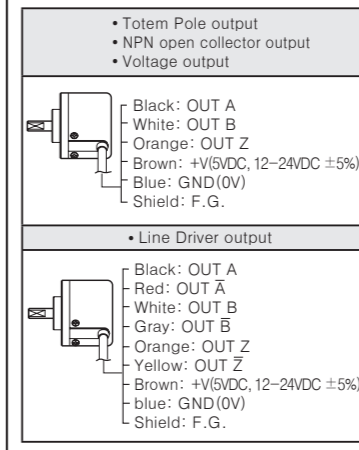 • Totem Pole output
• NPN open collector output
• Voltage output
Black: OUT A
White: OUT B
Orange: OUT Z
Brown: +V(5VDC, 12-24VDC ±5%)
Blue: GND(0V)
Shield: F.G.
• Line Driver output
Black: OUT A
Red: OUT A̅
White: OUT B
Gray: OUT B̅
Orange: OUT Z
Yellow: OUT Z̅
Brown: +V(5VDC, 12-24VDC ±5%)
blue: GND(0V)
Shield: F.G.